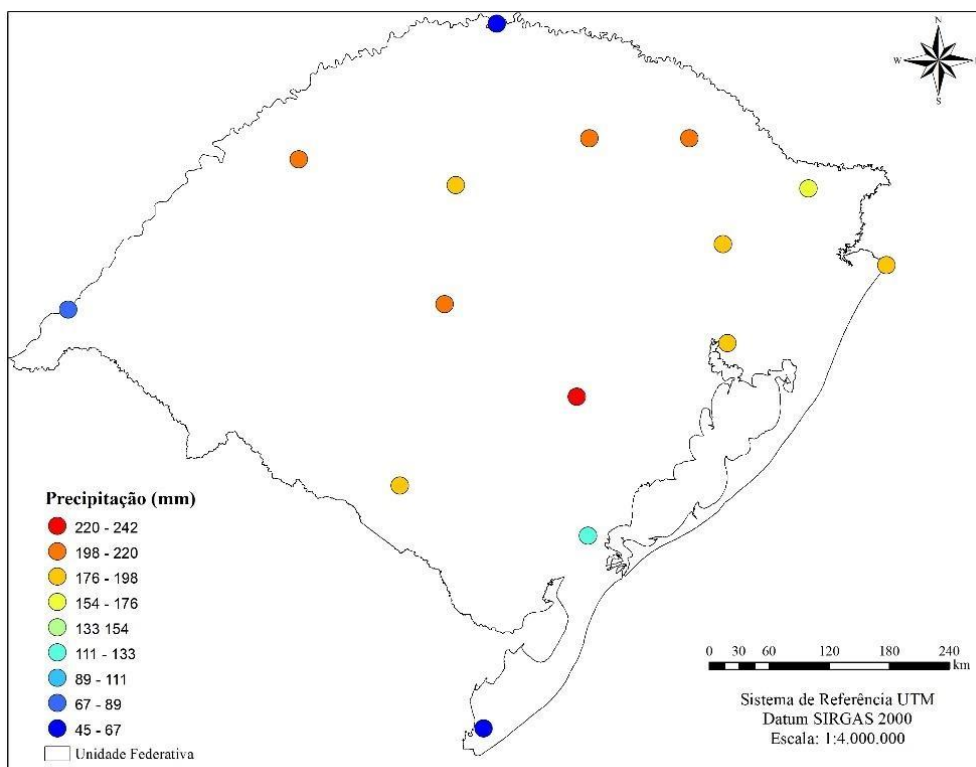 N
W
S
Precipitação (mm)
220 - 242
198 - 220
176 - 198
154 - 176
133 154
111 - 133
89 - 111
67 - 89
45 - 67
Unidade Federativa
0 30 60 120 180 240
km
Sistema de Referência UTM
Datum SIRGAS 2000
Escala: 1:4.000.000